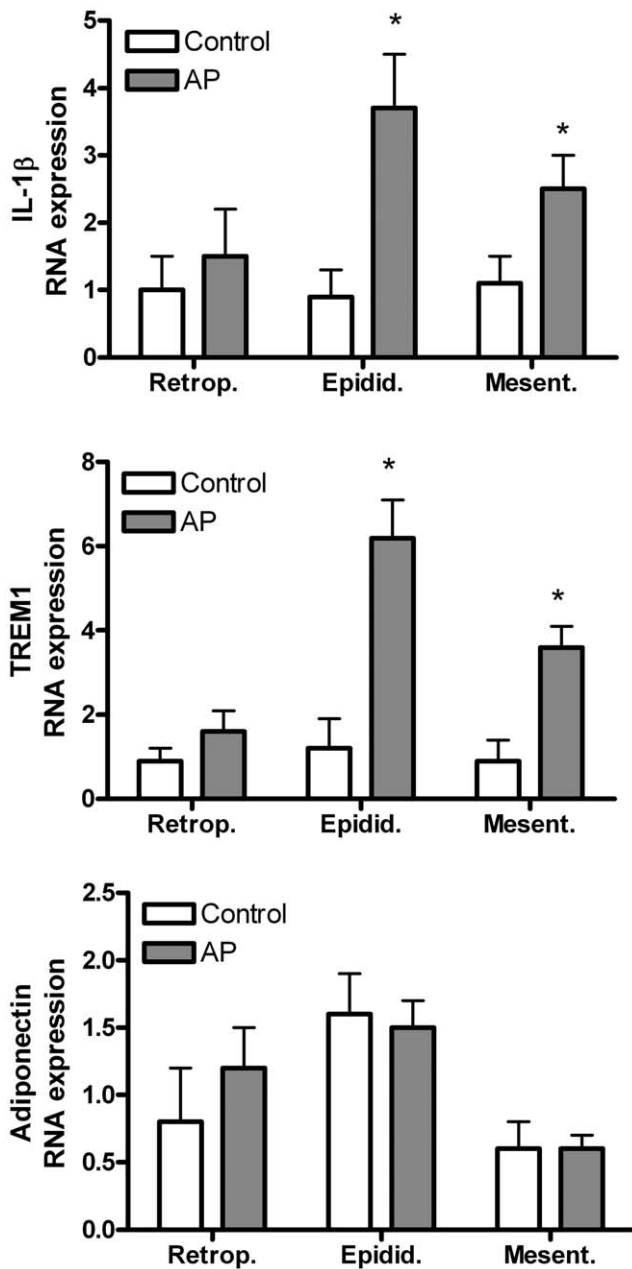 IL-1β
RNA expression
5
4
3
2
1
0
Control
AP
*
*
Retrop.
Epidid.
Mesent.
TREM1
RNA expression
8
6
4
2
0
Control
AP
*
*
Retrop.
Epidid.
Mesent.
Adiponectin
RNA expression
2.5
2.0
1.5
1.0
0.5
0.0
Control
AP
Retrop.
Epidid.
Mesent.